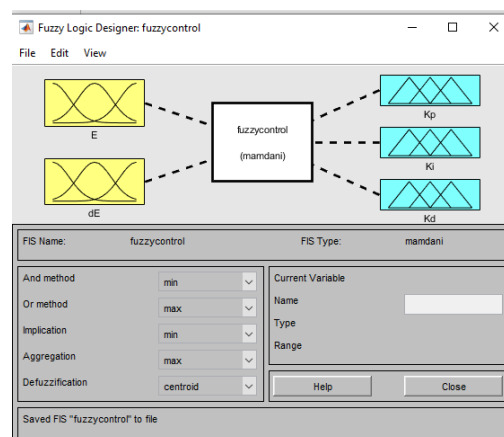 Fuzzy Logic Designer: fuzzycontrol
File Edit View
E
dE
fuzzycontrol
(mamdani)
Kp
Ki
Kd
FIS Name: fuzzycontrol FIS Type: mamdani
And method min
Or method max
Implication min
Aggregation max
Defuzzification centroid
Current Variable
Name
Type
Range
Help Close
Saved FIS "fuzzycontrol" to file